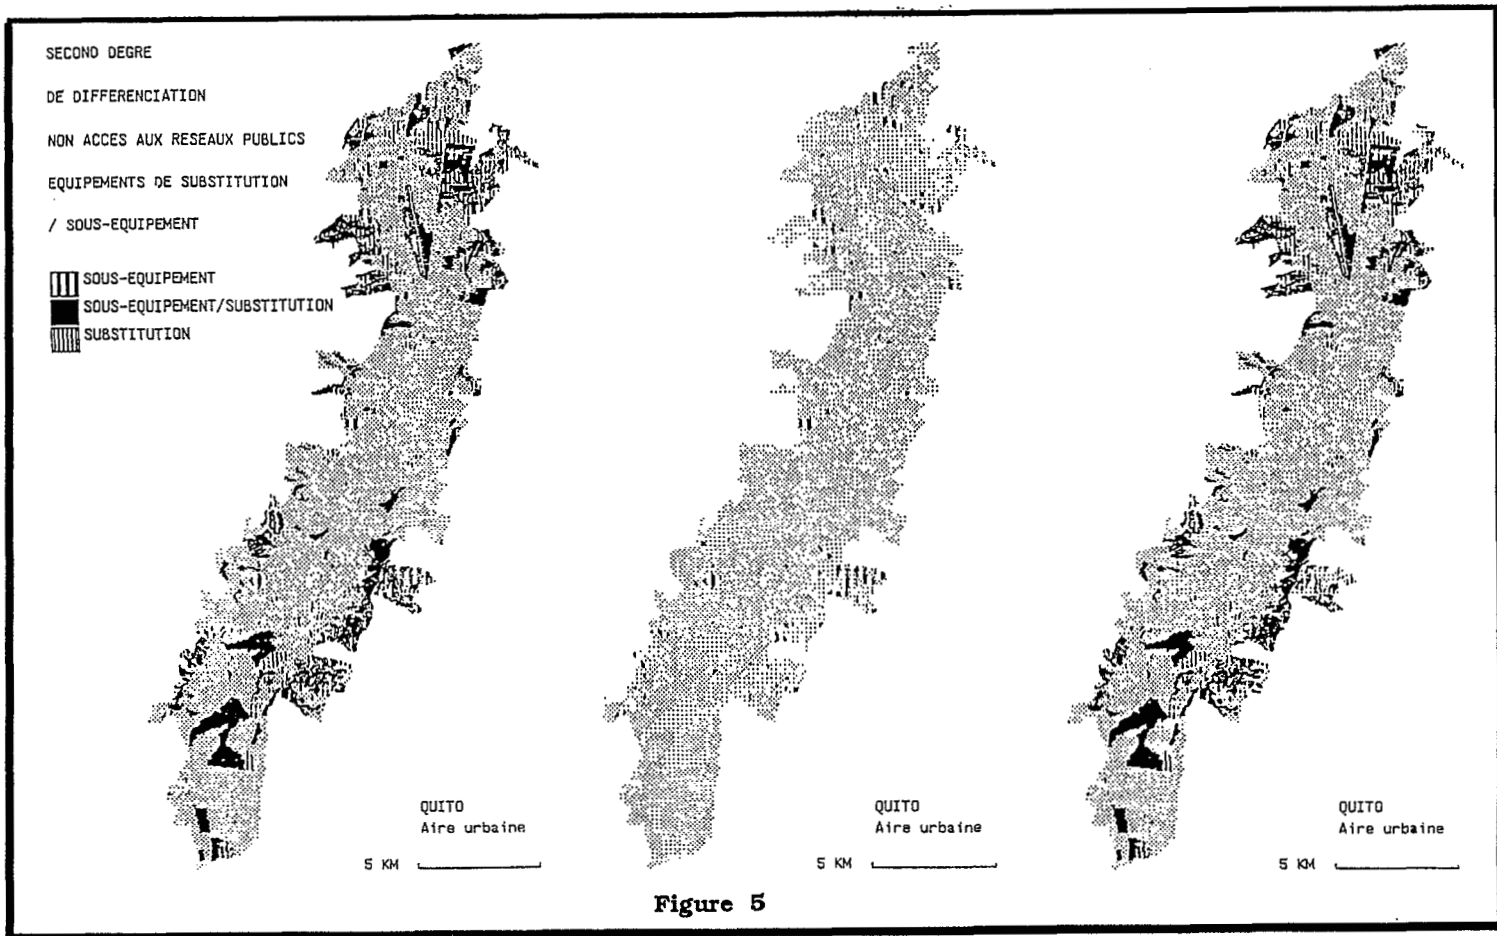 SECOND DEGRE
DE DIFFERENCIATION
NON ACCES AUX RESEAUX PUBLICS
EQUIPEMENTS DE SUBSTITUTION
/ SOUS-EQUIPEMENT
SOUS-EQUIPEMENT
SOUS-EQUIPEMENT/SUBSTITUTION
SUBSTITUTION
QUITO
Aire urbaine
5 KM
QUITO
Aire urbaine
5 KM
QUITO
Aire urbaine
5 KM
Figure 5